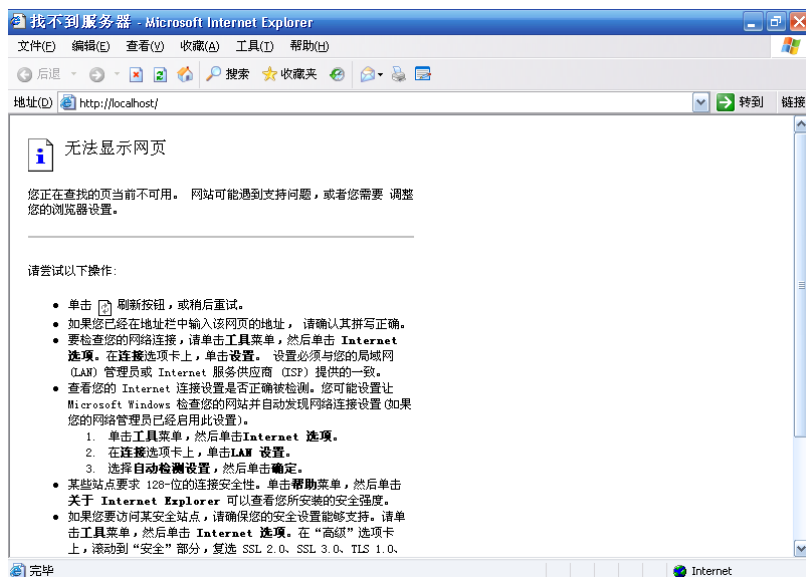 找不到服务器 - Microsoft Internet Explorer
文件(F) 编辑(E) 查看(V) 收藏(A) 工具(T) 帮助(H)
后退 搜索 收藏夹
地址(D) http://localhost/ 转到 链接
无法显示网页
您正在查找的页当前不可用。 网站可能遇到支持问题，或者您需要 调整
您的浏览器设置。
请尝试以下操作:
• 单击 刷新按钮，或稍后重试。
• 如果您已经在地址栏中输入该网页的地址， 请确认其拼写正确。
• 要检查您的网络连接，请单击工具菜单，然后单击 Internet
选项。在连接选项卡上，单击设置。 设置必须与您的局域网
(LAN) 管理员或 Internet 服务供应商 (ISP) 提供的一致。
• 查看您的 Internet 连接设置是否正确被检测。您可能设置让
Microsoft Windows 检查您的网站并自动发现网络连接设置(如果
您的网络管理员已经启用此设置)。
1. 单击工具菜单，然后单击Internet 选项。
2. 在连接选项卡上，单击LAN 设置。
3. 选择自动检测设置，然后单击确定。
• 某些站点要求 128-位的连接安全性。单击帮助菜单，然后单击
关于 Internet Explorer 可以查看您所安装的安全强度。
• 如果您要访问某安全站点，请确保您的安全设置能够支持。请单
击工具菜单，然后单击 Internet 选项。在“高级”选项卡
上，滚动到“安全”部分，复选 SSL 2.0、SSL 3.0、TLS 1.0、
完毕 Internet